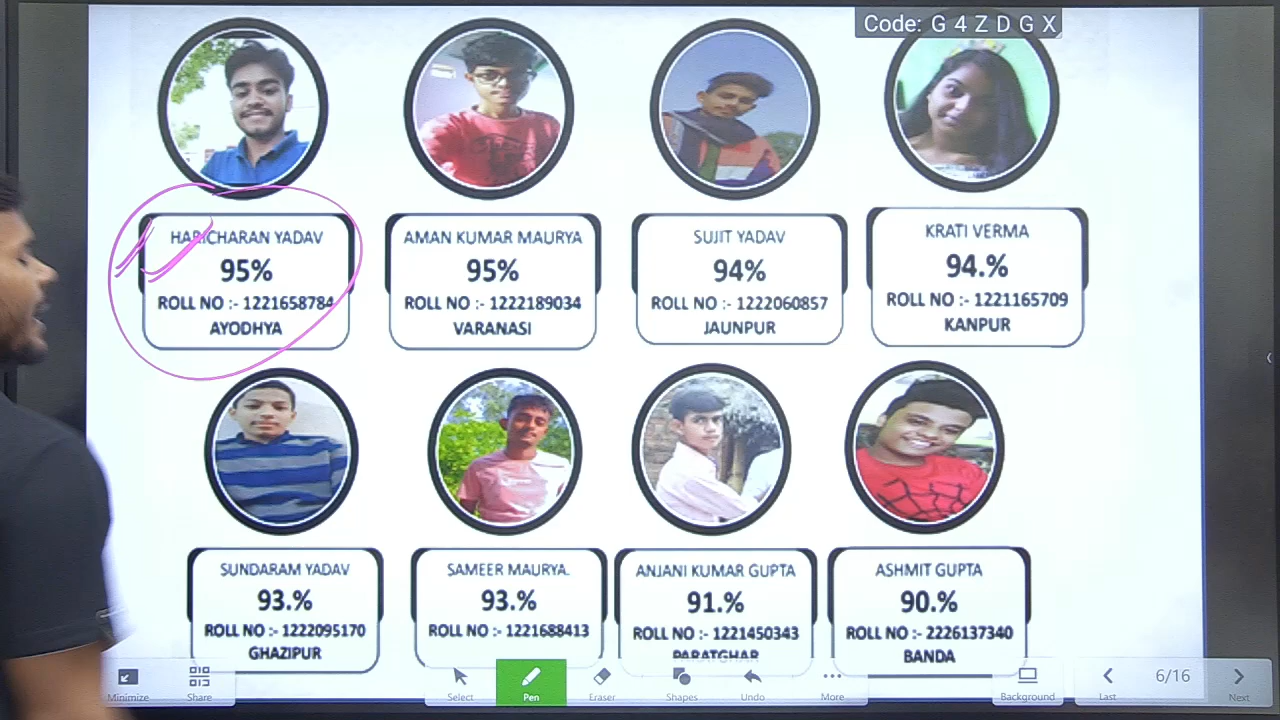 Code: G 4 Z D G X
HARICHARAN YADAV
95%
ROLL NO :- 1221658784
AYODHYA
AMAN KUMAR MAURYA
95%
ROLL NO :- 1222189034
VARANASI
SUJIT YADAV
94%
ROLL NO :- 1222060857
JAUNPUR
KRATI VERMA
94.%
ROLL NO :- 1221165709
KANPUR
SUNDARAM YADAV
93.%
ROLL NO :- 1222095170
GHAZIPUR
SAMEER MAURYA.
93.%
ROLL NO :- 1221688413
ANJANI KUMAR GUPTA
91.%
ROLL NO :- 1221450343
ASHMIT GUPTA
90.%
ROLL NO :- 2226137340
BANDA
Minimize
Share
Select
Pen
Eraser
Shapes
Undo
More
Background
Last
6/16
Next